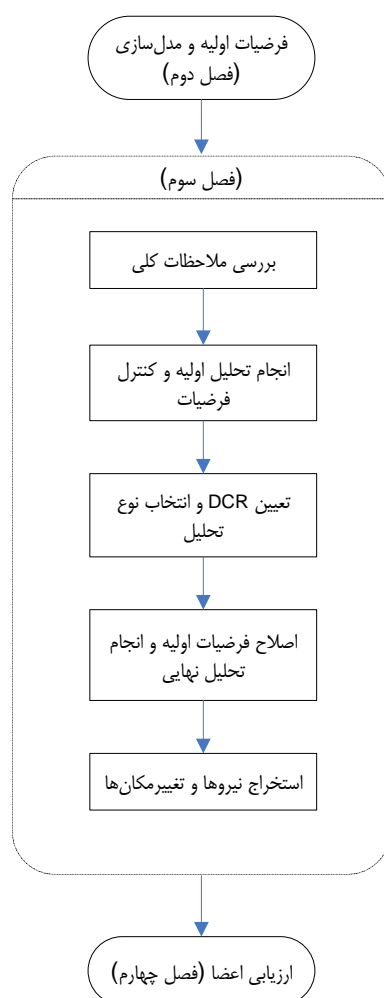 فرضیات اولیه و مدل‌سازی
(فصل دوم)
(فصل سوم)
بررسی ملاحظات کلی
انجام تحلیل اولیه و کنترل
فرضیات
تعیین DCR و انتخاب نوع
تحلیل
اصلاح فرضیات اولیه و انجام
تحلیل نهایی
استخراج نیروها و تغییرمکان‌ها
ارزیابی اعضا (فصل چهارم)